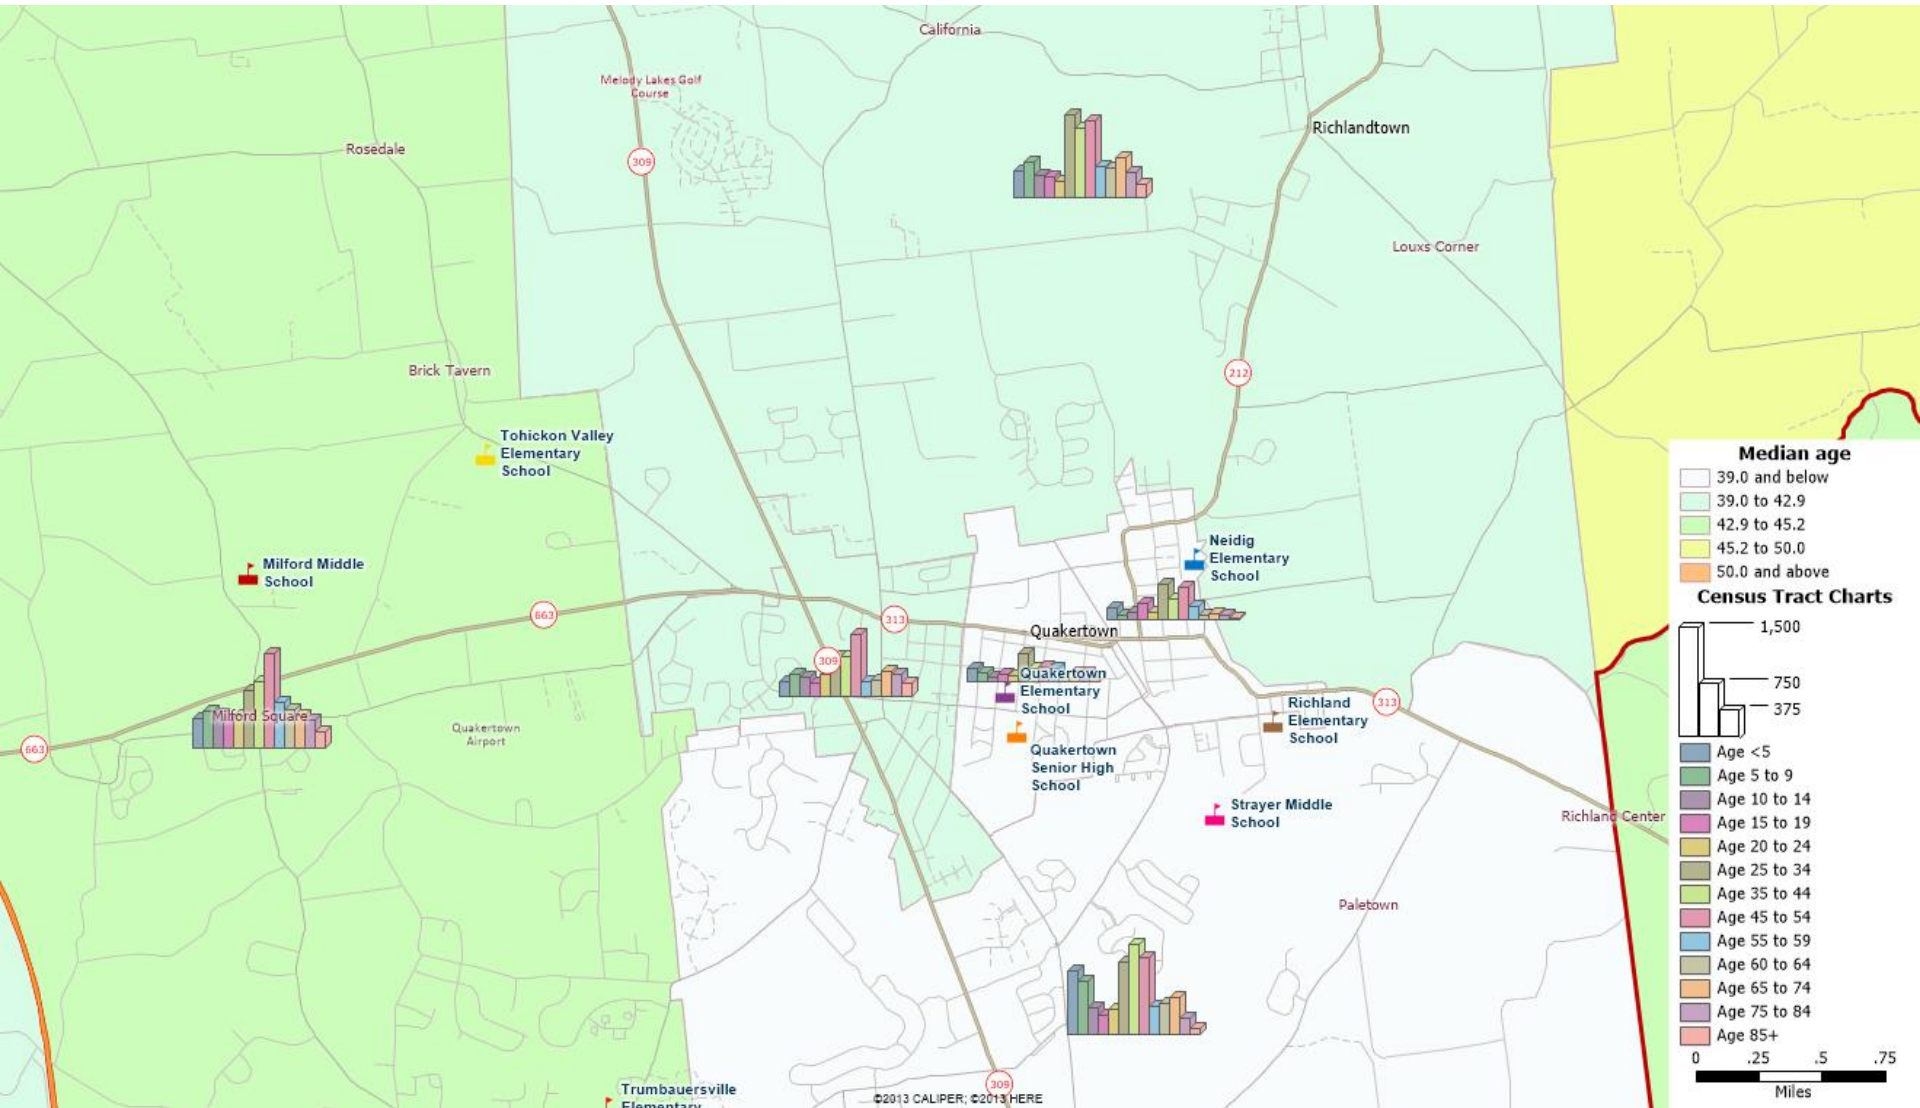 California
Melody Lakes Golf
Course
309
Richlandtown
Rosedale
Louxs Corner
Brick Tavern
212
Tohickon Valley
Elementary
School
Milford Middle
School
Neidig
Elementary
School
663
313
Quakertown
309
Quakertown
Elementary
School
Milford Square
663
Quakertown
Airport
Quakertown
Senior High
School
Richland
Elementary
School
313
Strayer Middle
School
Richland Center
Paletown
309
Trumbauersville
Elementary
©2013 CALIPER; ©2013 HERE
Median age
39.0 and below
39.0 to 42.9
42.9 to 45.2
45.2 to 50.0
50.0 and above
Census Tract Charts
1,500
750
375
Age <5
Age 5 to 9
Age 10 to 14
Age 15 to 19
Age 20 to 24
Age 25 to 34
Age 35 to 44
Age 45 to 54
Age 55 to 59
Age 60 to 64
Age 65 to 74
Age 75 to 84
Age 85+
0 .25 .5 .75
Miles